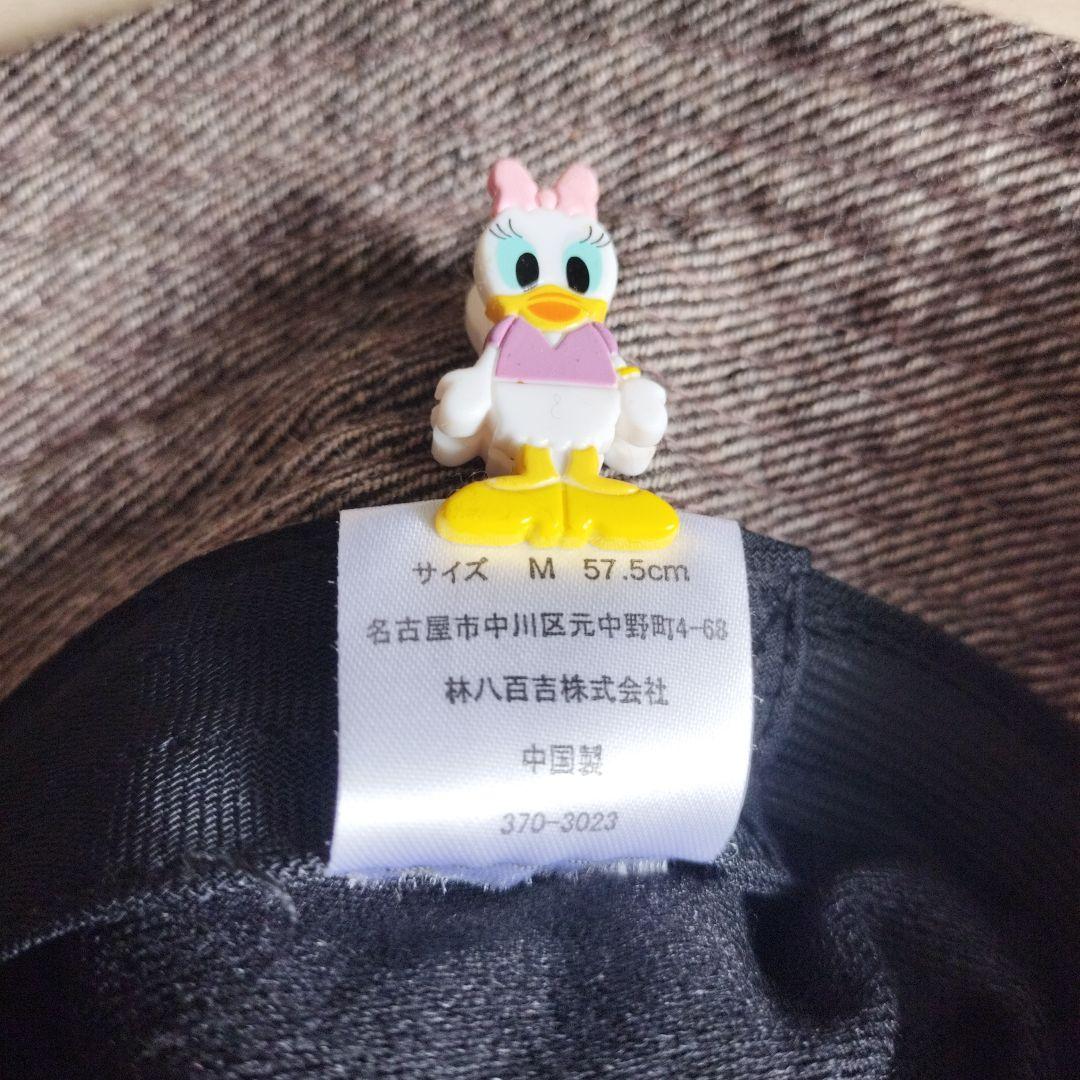 サイズ M 57.5cm
名古屋市中川区元中野町4-68
林八百吉株式会社
中国製
370-3023